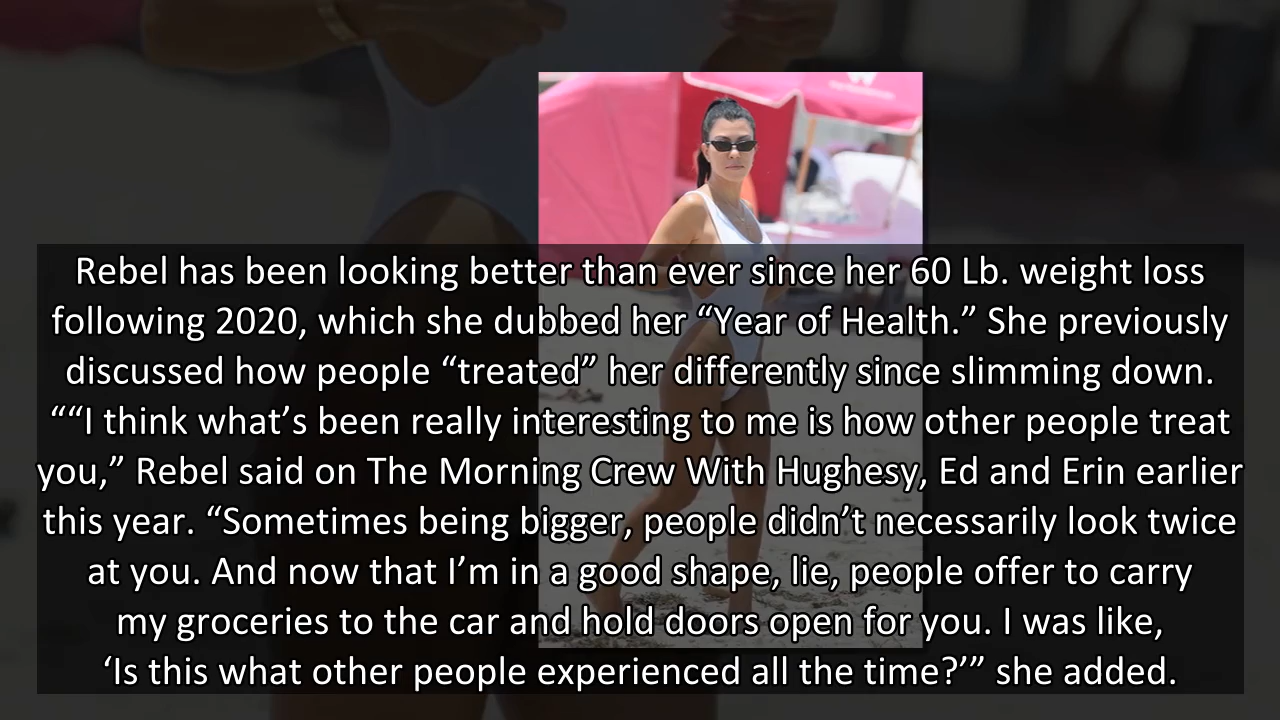 Rebel has been looking better than ever since her 60 Lb. weight loss
following 2020, which she dubbed her “Year of Health.” She previously
discussed how people “treated” her differently since slimming down.
““I think what’s been really interesting to me is how other people treat
you,” Rebel said on The Morning Crew With Hughesy, Ed and Erin earlier
this year. “Sometimes being bigger, people didn’t necessarily look twice
at you. And now that I’m in a good shape, lie, people offer to carry
my groceries to the car and hold doors open for you. I was like,
‘Is this what other people experienced all the time?’” she added.